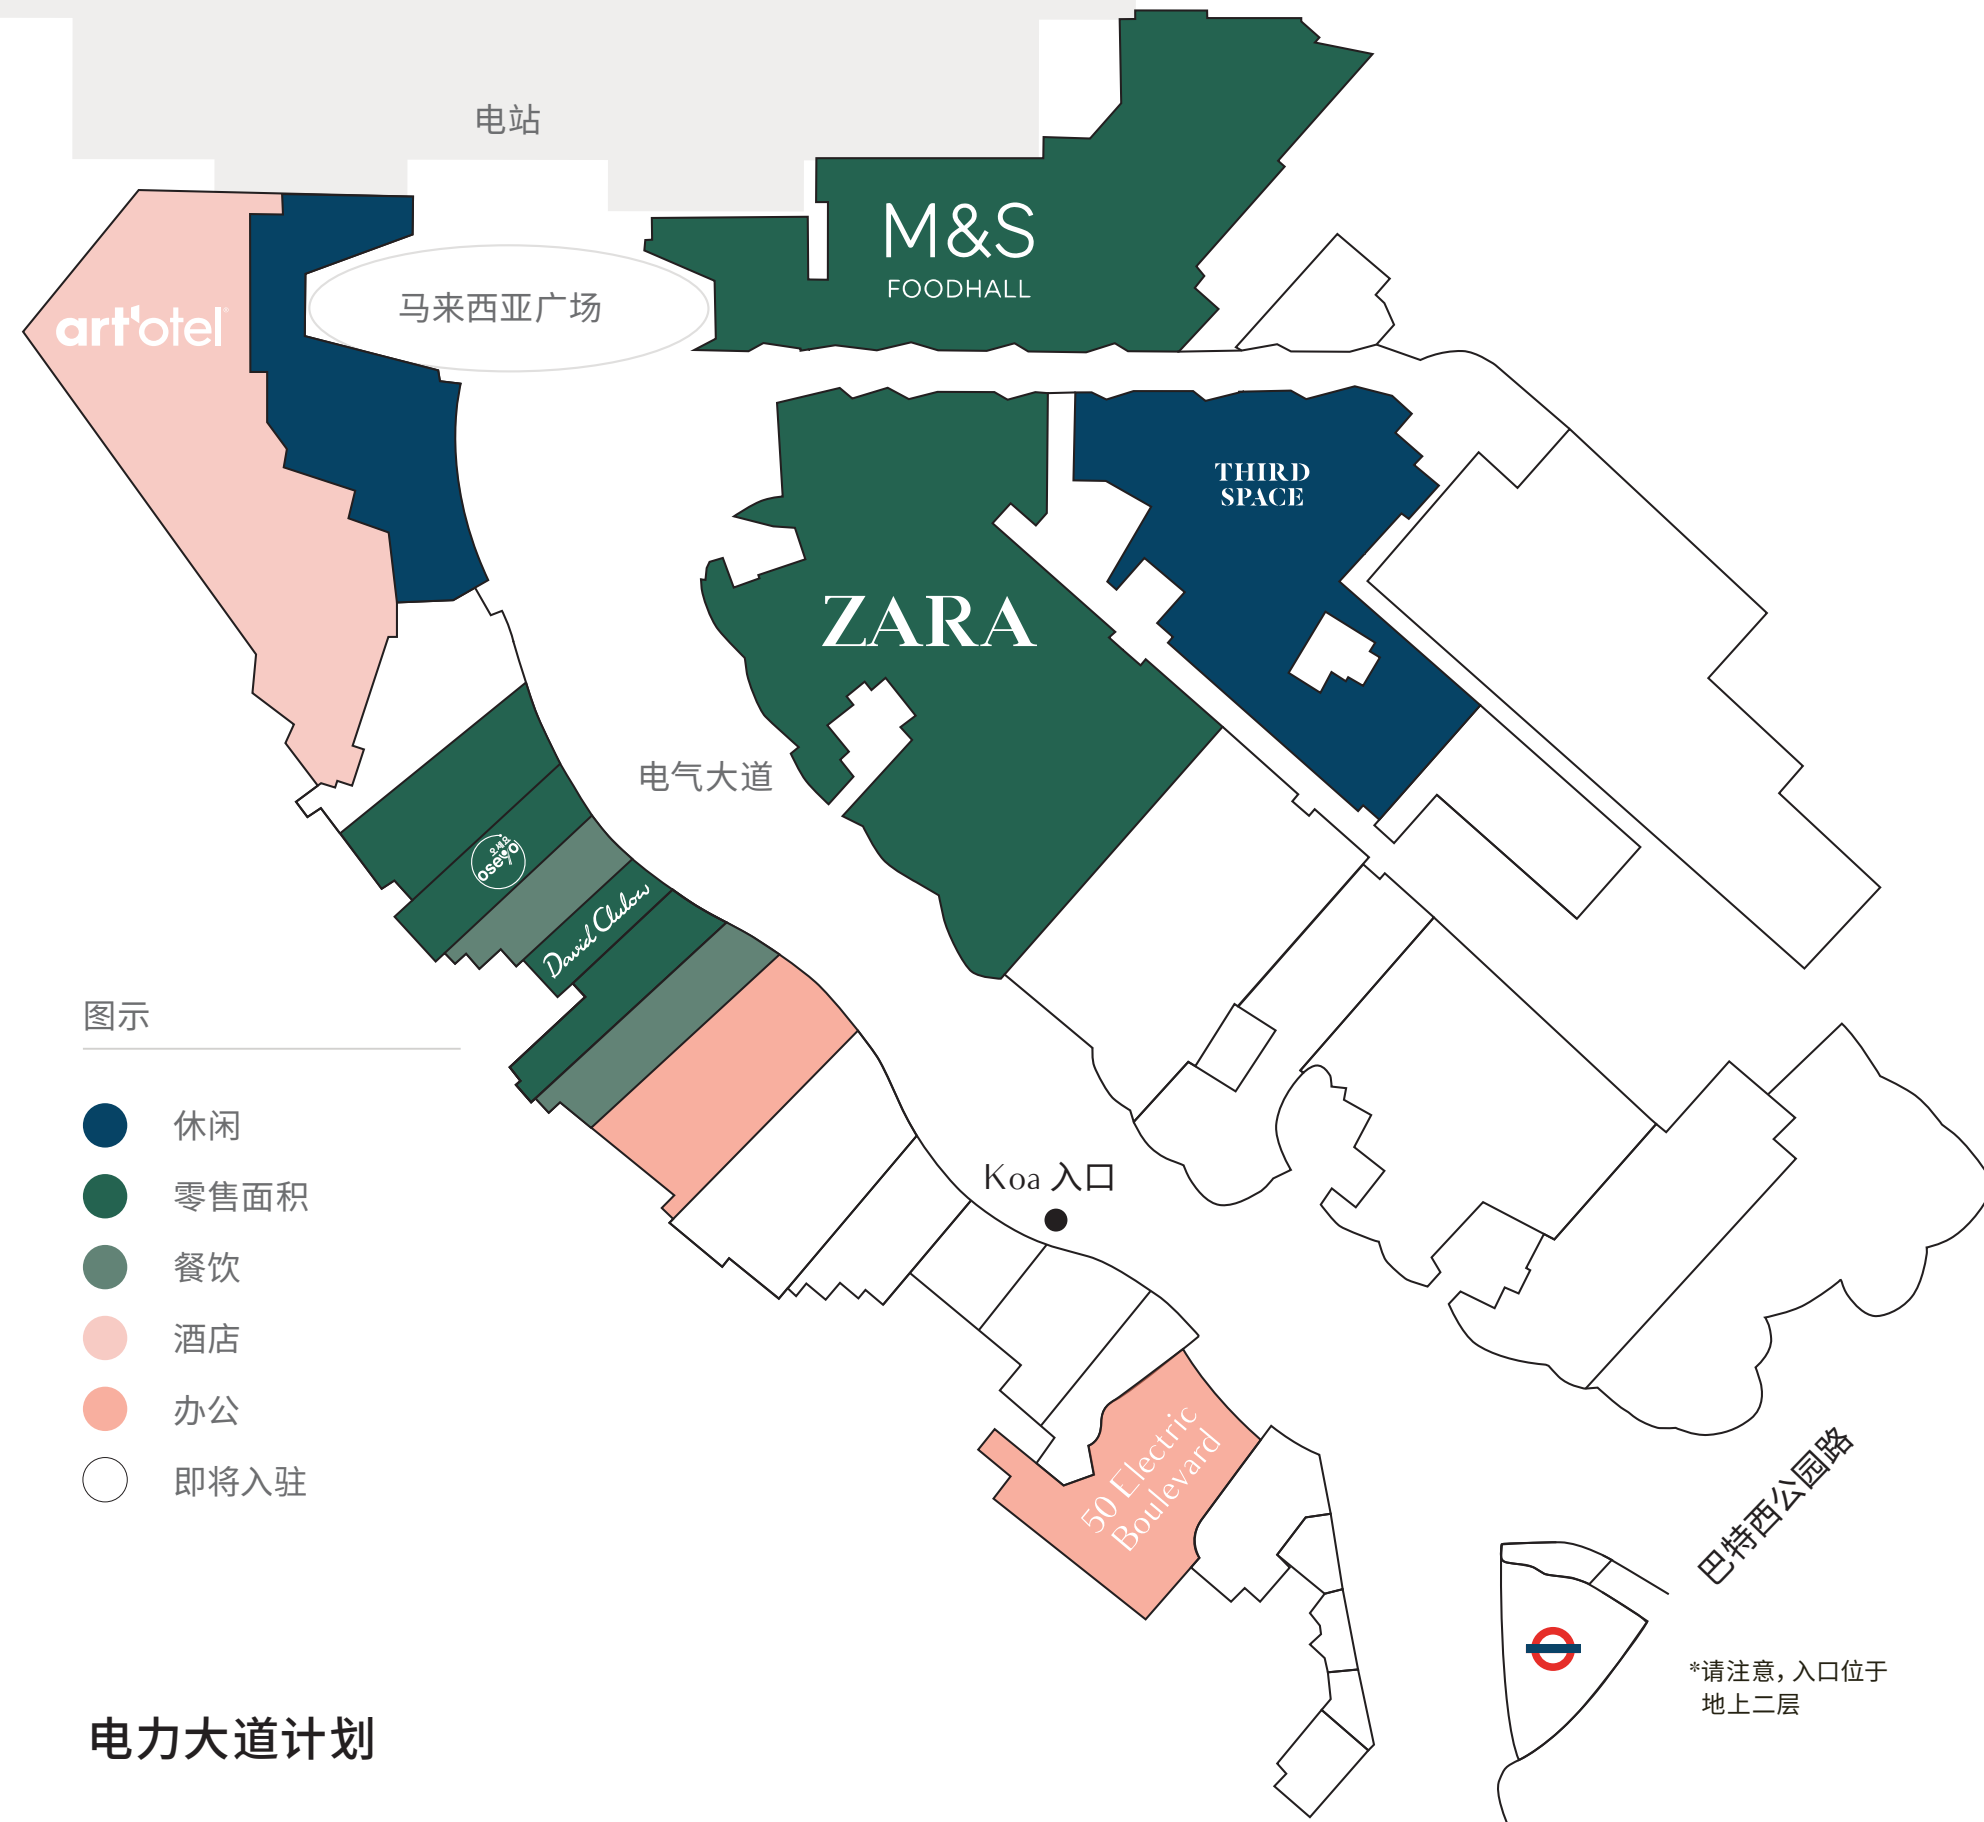 电站
M&S
FOODHALL
马来西亚广场
art'otel®
THIRD
SPACE
ZARA
电气大道
오세요
oseyo
David Clulow
图示
休闲
零售面积
餐饮
酒店
办公
即将入驻
Koa 入口
50 Electric
Boulevard
巴特西公园路
*请注意，入口位于
地上二层
电力大道计划